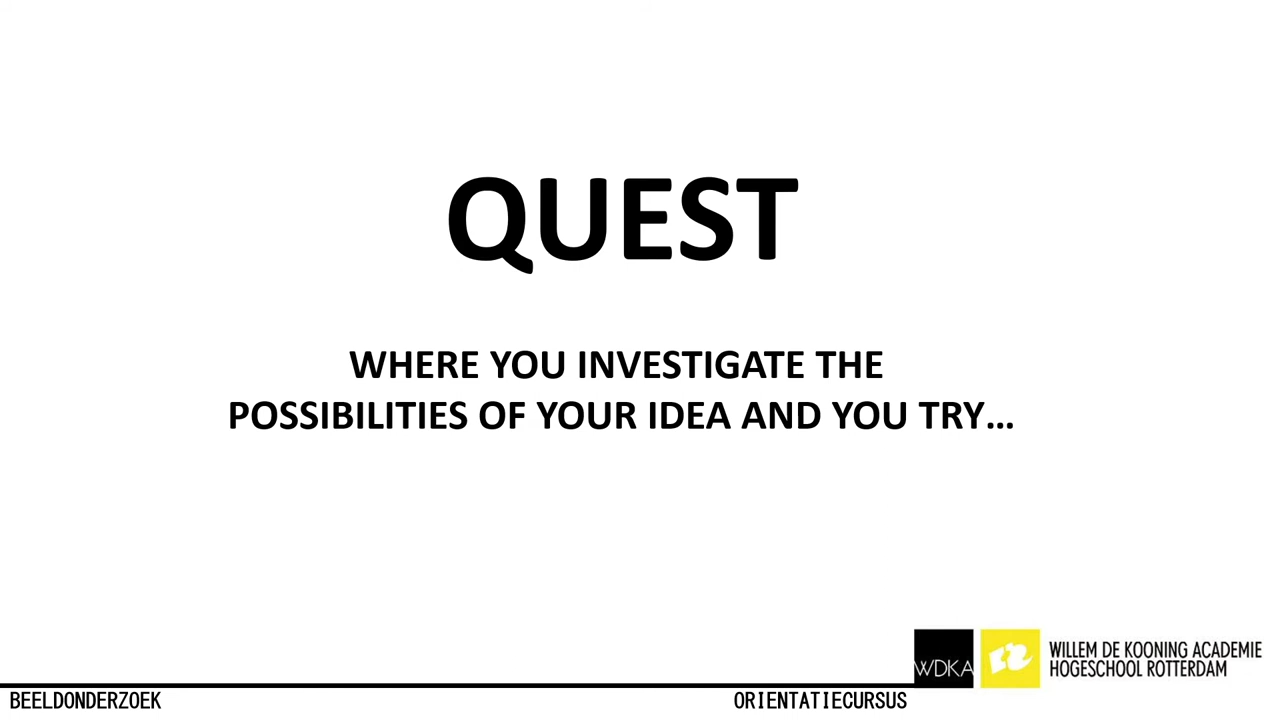 QUEST
WHERE YOU INVESTIGATE THE
POSSIBILITIES OF YOUR IDEA AND YOU TRY...
WDKA
WILLEM DE KOONING ACADEMIE
HOGESCHOOL ROTTERDAM
BEELDONDERZOEK
ORIENTATIECURSUS